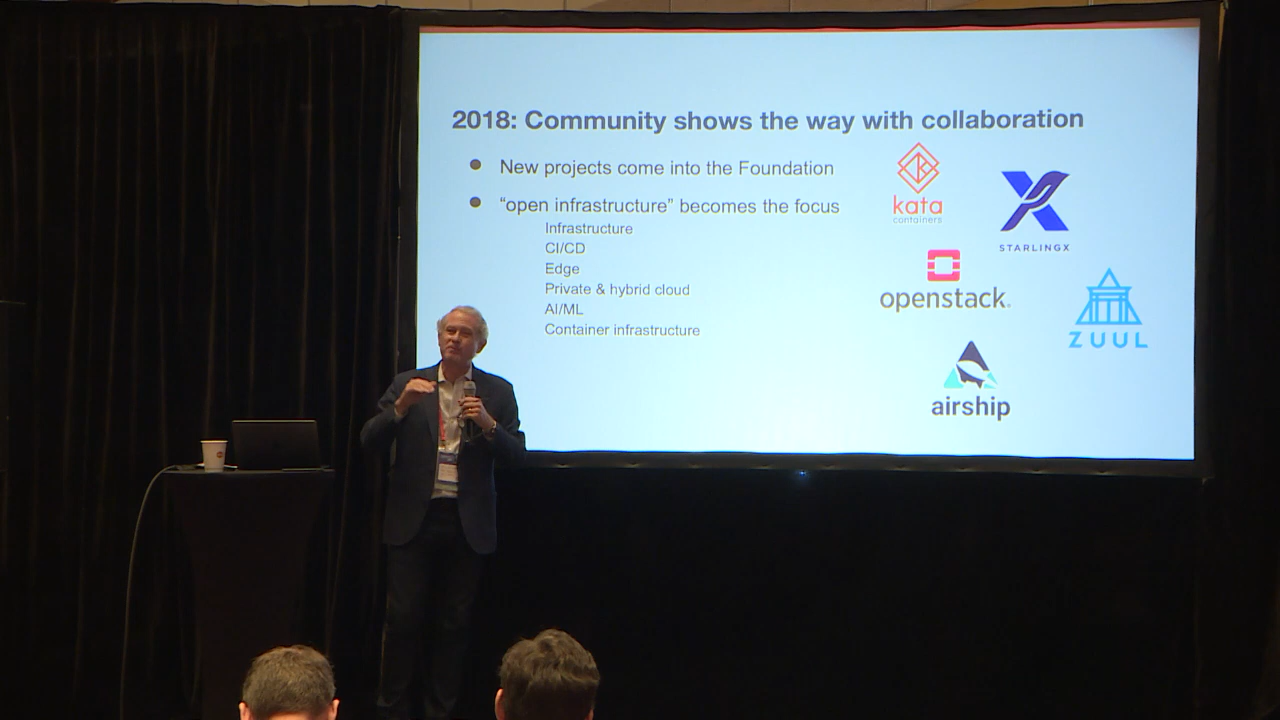 2018: Community shows the way with collaboration
● New projects come into the Foundation
● “open infrastructure” becomes the focus
Infrastructure
CI/CD
Edge
Private & hybrid cloud
AI/ML
Container infrastructure
kata
containers
STARLINGX
openstack.
ZUUL
airship